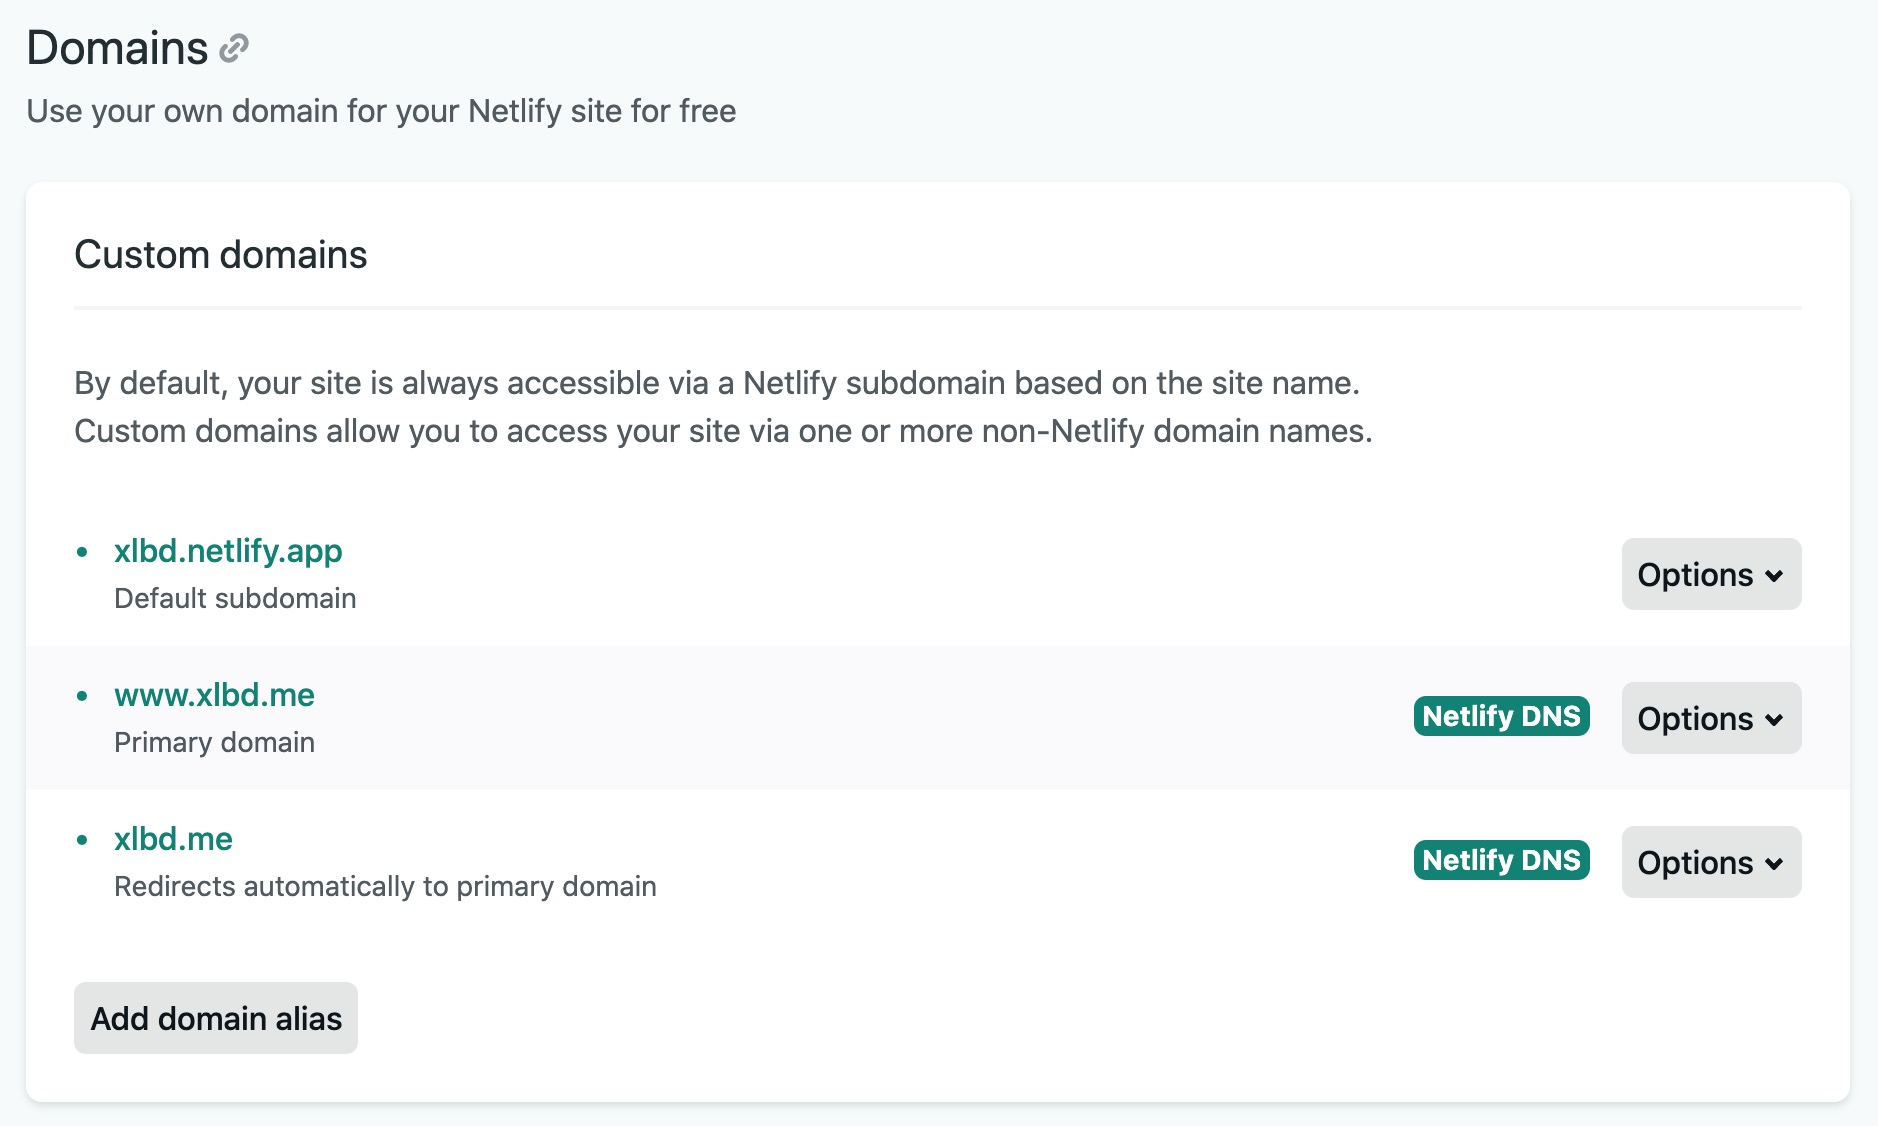 Domains
Use your own domain for your Netlify site for free
Custom domains
By default, your site is always accessible via a Netlify subdomain based on the site name.
Custom domains allow you to access your site via one or more non-Netlify domain names.
• xlbd.netlify.app
Default subdomain
Options
• www.xlbd.me
Primary domain
Netlify DNS
Options
• xlbd.me
Redirects automatically to primary domain
Netlify DNS
Options
Add domain alias